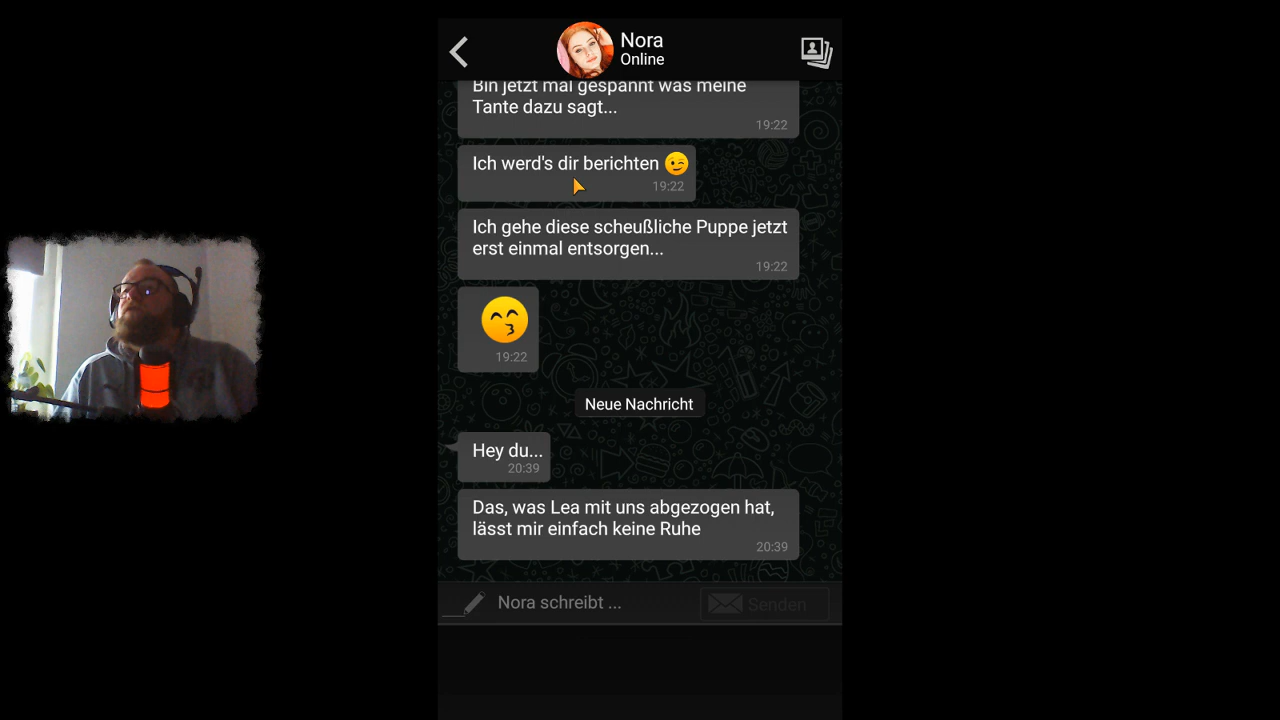 Nora
Online
Bin jetzt mal gespannt was meine
Tante dazu sagt...
19:22
Ich werd's dir berichten 😉
19:22
Ich gehe diese scheußliche Puppe jetzt
erst einmal entsorgen...
19:22
😙
19:22
Neue Nachricht
Hey du...
20:39
Das, was Lea mit uns abgezogen hat,
lässt mir einfach keine Ruhe
20:39
Nora schreibt ...
Senden